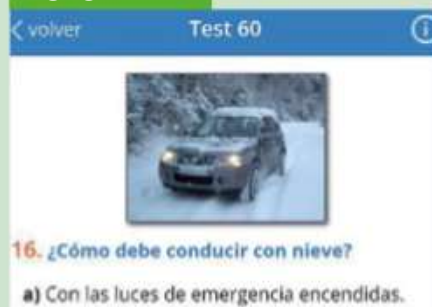 volver
Test 60
16. ¿Cómo debe conducir con nieve?
a) Con las luces de emergencia encendidas.